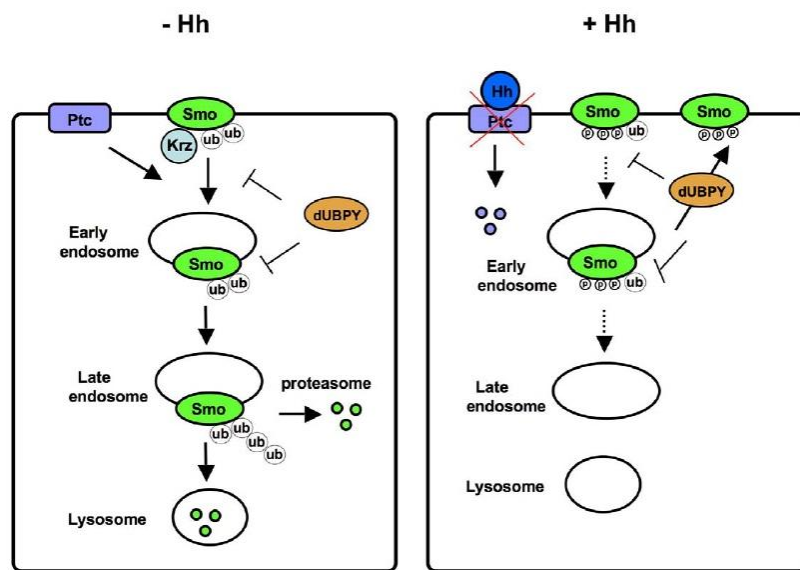 - Hh
Ptc
Smo
Krz
ub
ub
dUBPY
Early
endosome
Smo
ub
ub
Late
endosome
Smo
proteasome
ub
ub
ub
ub
Lysosome
+ Hh
Hh
Ptc
Smo
P P P ub
Smo
P P P
dUBPY
Early
endosome
Smo
P P P ub
Late
endosome
Lysosome